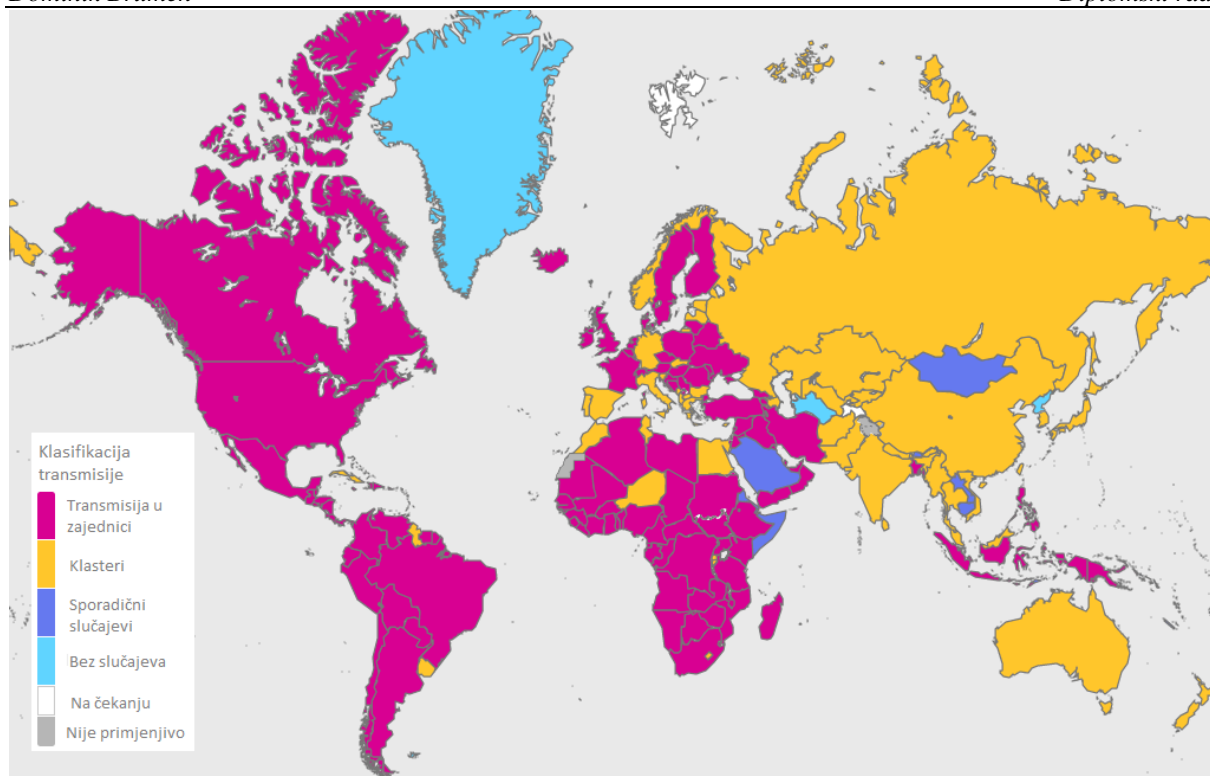 Klasifikacija
transmisije
Transmisija u
zajednici
Klasteri
Sporadični
slučajevi
Bez slučajeva
Na čekanju
Nije primjenjivo